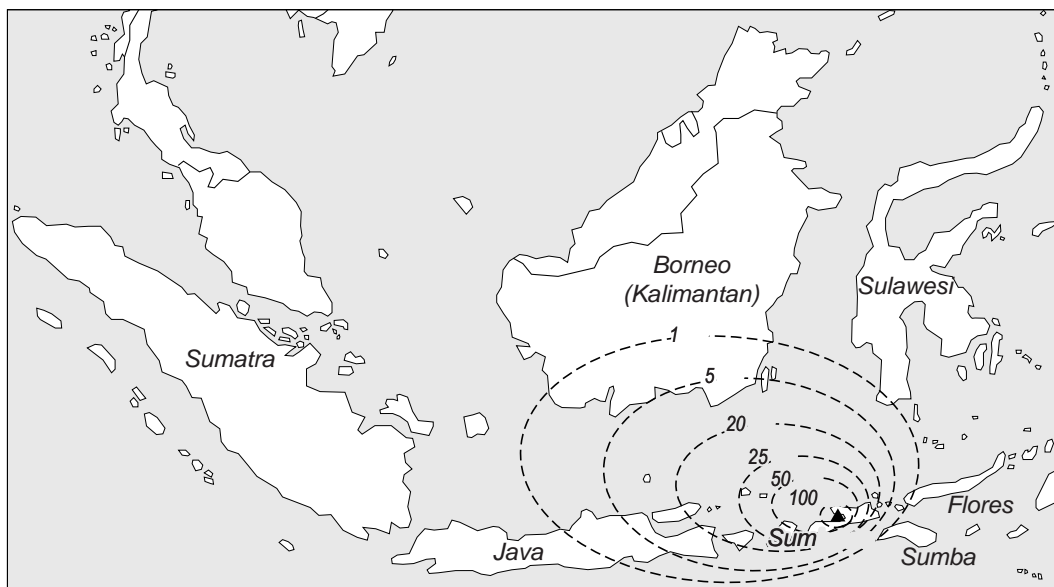 Borneo
(Kalimantan)
Sulawesi
Sumatra
1
5
20
25
50
100
Flores
Sum
Java
Sumba